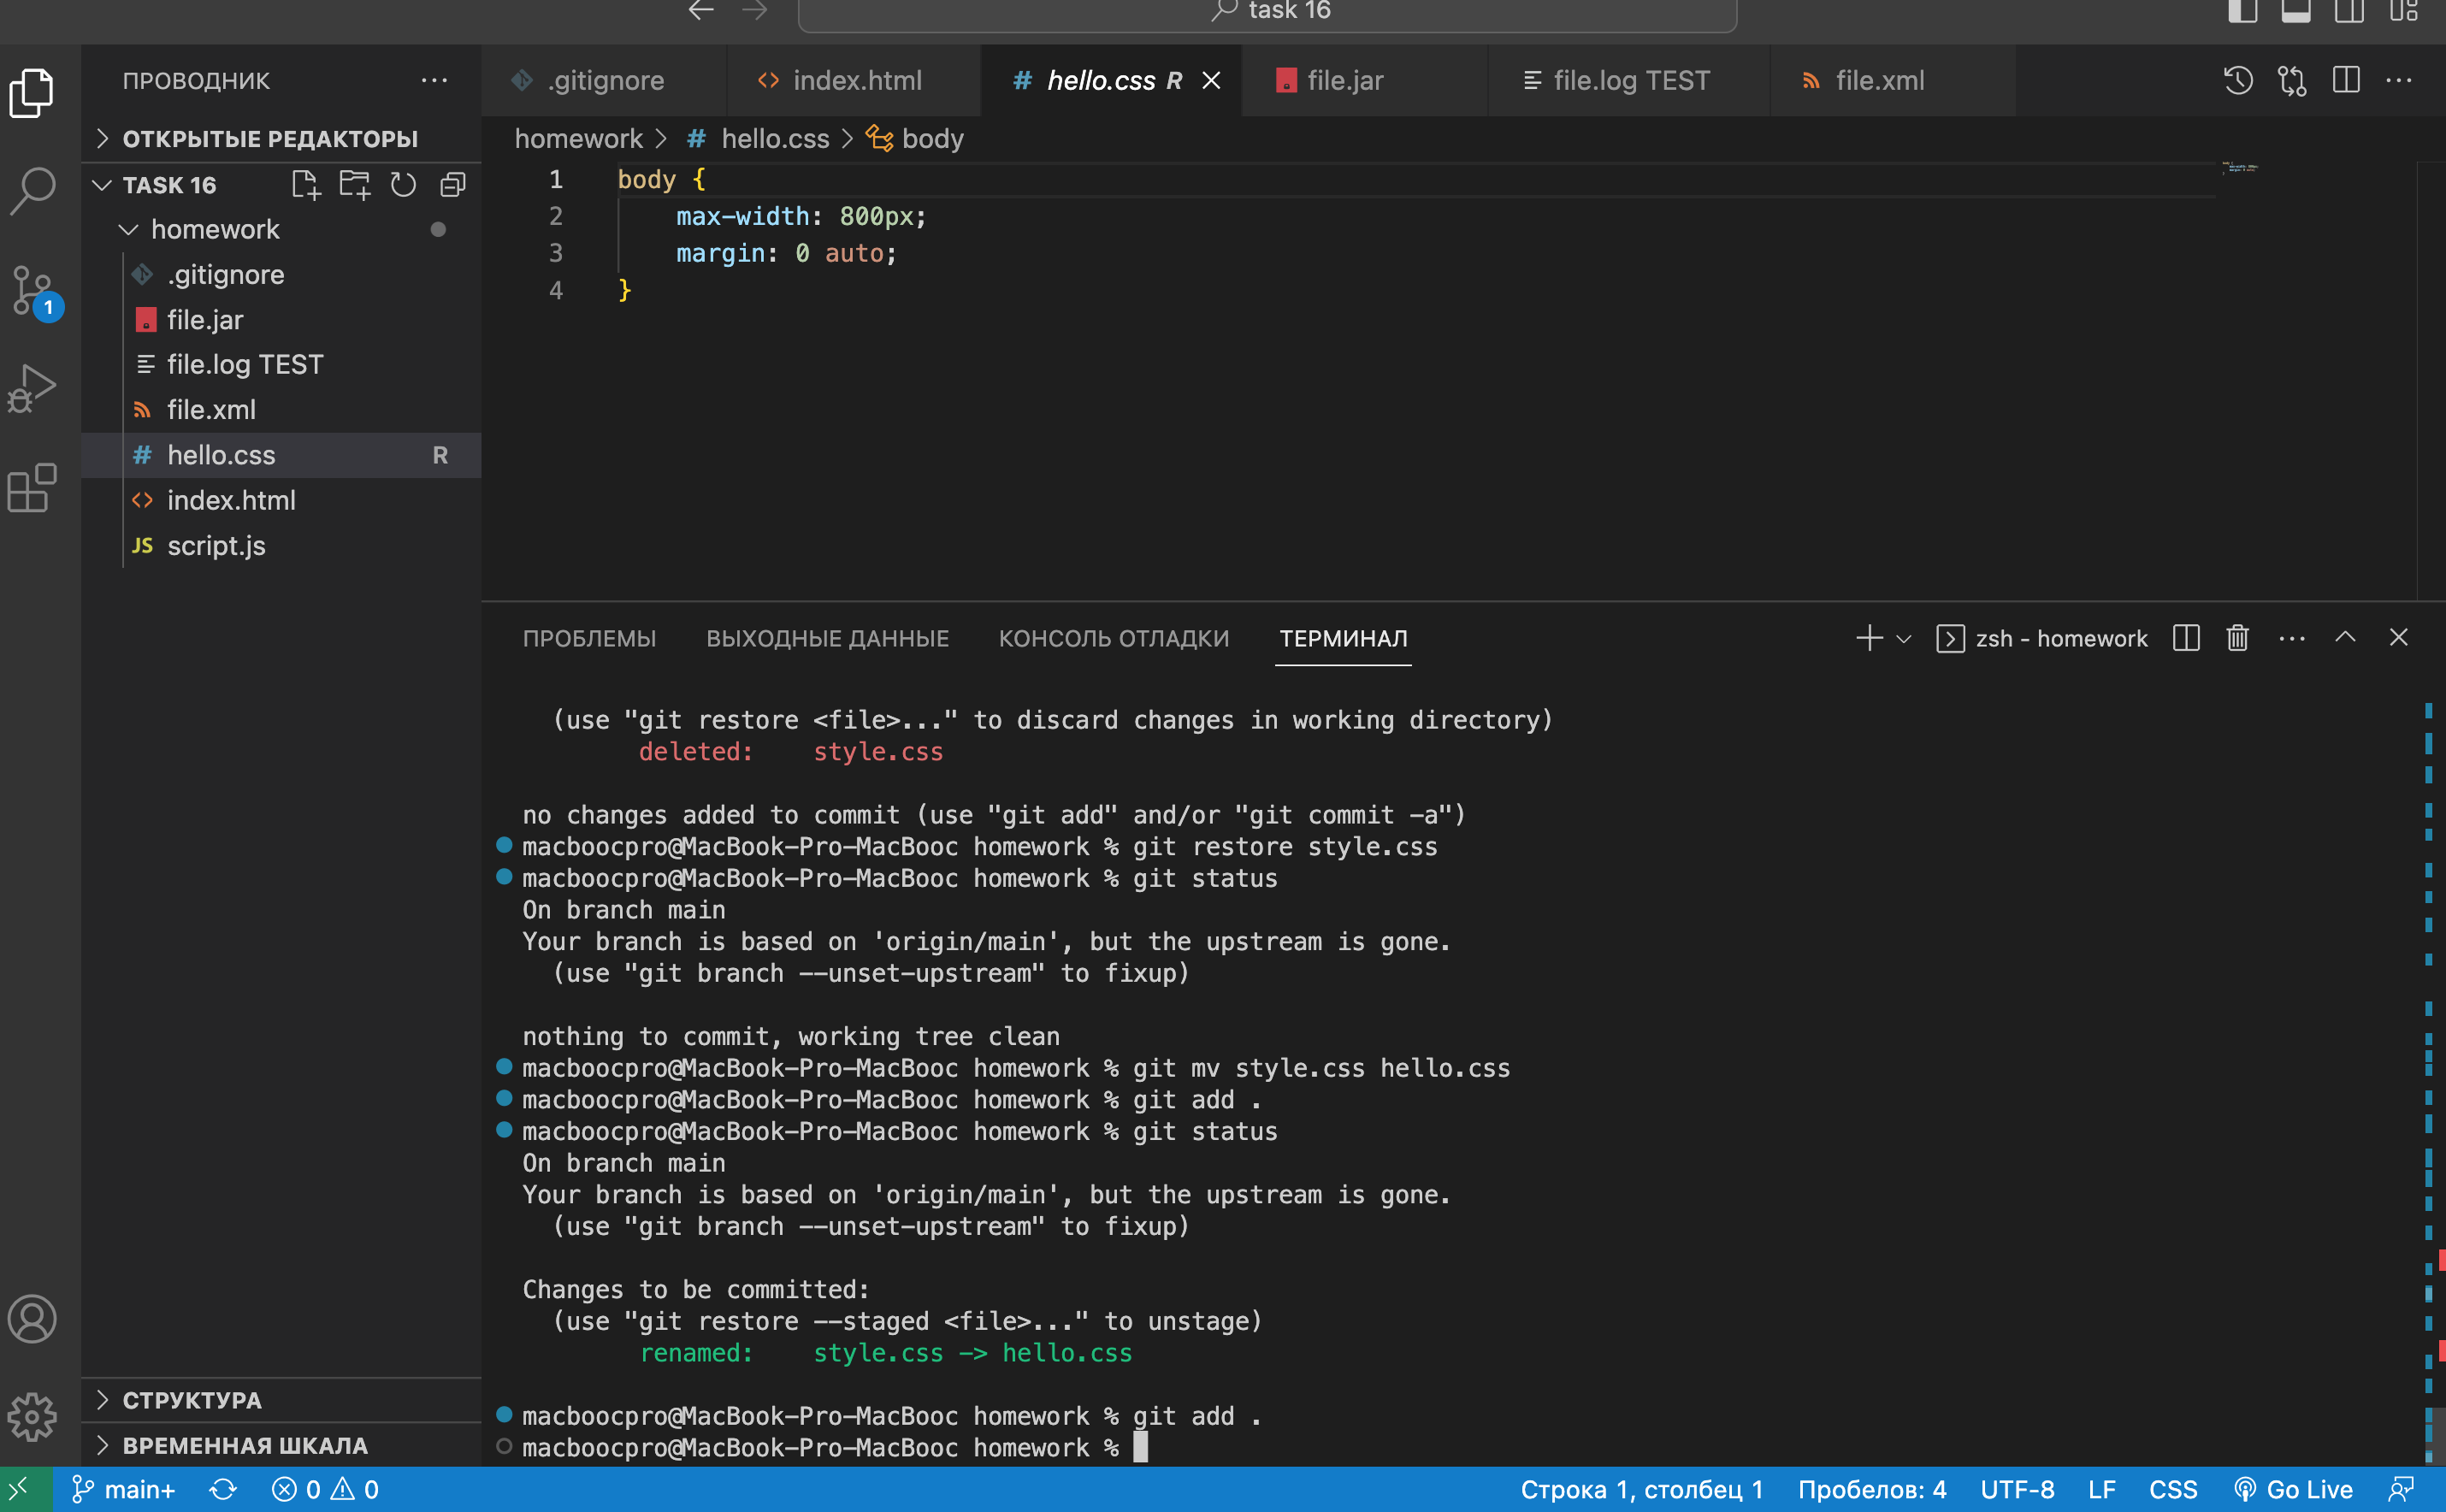 task 16
ПРОВОДНИК
.gitignore
index.html
hello.css R
file.jar
file.log TEST
file.xml
ОТКРЫТЫЕ РЕДАКТОРЫ
homework > # hello.css > body
TASK 16
homework
.gitignore
file.jar
file.log TEST
file.xml
hello.css R
index.html
JS script.js
1
1 body {
2 max-width: 800px;
3 margin: 0 auto;
4 }
ПРОБЛЕМЫ ВЫХОДНЫЕ ДАННЫЕ КОНСОЛЬ ОТЛАДКИ ТЕРМИНАЛ
zsh - homework
(use "git restore <file>..." to discard changes in working directory)
deleted: style.css
no changes added to commit (use "git add" and/or "git commit -a")
macboocpro@MacBook-Pro-MacBooc homework % git restore style.css
macboocpro@MacBook-Pro-MacBooc homework % git status
On branch main
Your branch is based on 'origin/main', but the upstream is gone.
(use "git branch --unset-upstream" to fixup)
nothing to commit, working tree clean
macboocpro@MacBook-Pro-MacBooc homework % git mv style.css hello.css
macboocpro@MacBook-Pro-MacBooc homework % git add .
macboocpro@MacBook-Pro-MacBooc homework % git status
On branch main
Your branch is based on 'origin/main', but the upstream is gone.
(use "git branch --unset-upstream" to fixup)
Changes to be committed:
(use "git restore --staged <file>..." to unstage)
renamed: style.css -> hello.css
macboocpro@MacBook-Pro-MacBooc homework % git add .
macboocpro@MacBook-Pro-MacBooc homework %
СТРУКТУРА
ВРЕМЕННАЯ ШКАЛА
main+ 0 0
Строка 1, столбец 1 Пробелов: 4 UTF-8 LF CSS Go Live